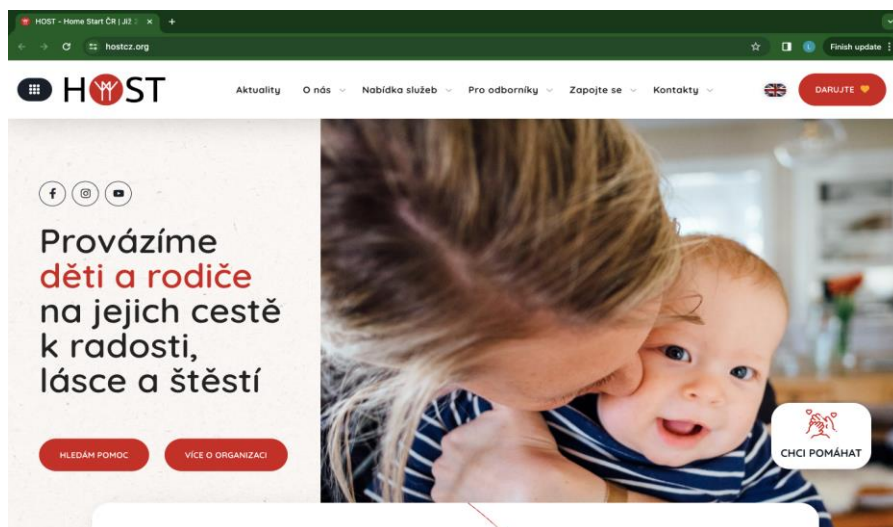 HOST - Home Start ČR | Již 2
hostcz.org
Finish update
HOST
Aktuality
O nás
Nabídka služeb
Pro odborníky
Zapojte se
Kontakty
DARUJTE
Provázíme
děti a rodiče
na jejich cestě
k radosti,
lásce a štěstí
HLEDÁM POMOC
VÍCE O ORGANIZACI
CHCI POMÁHAT